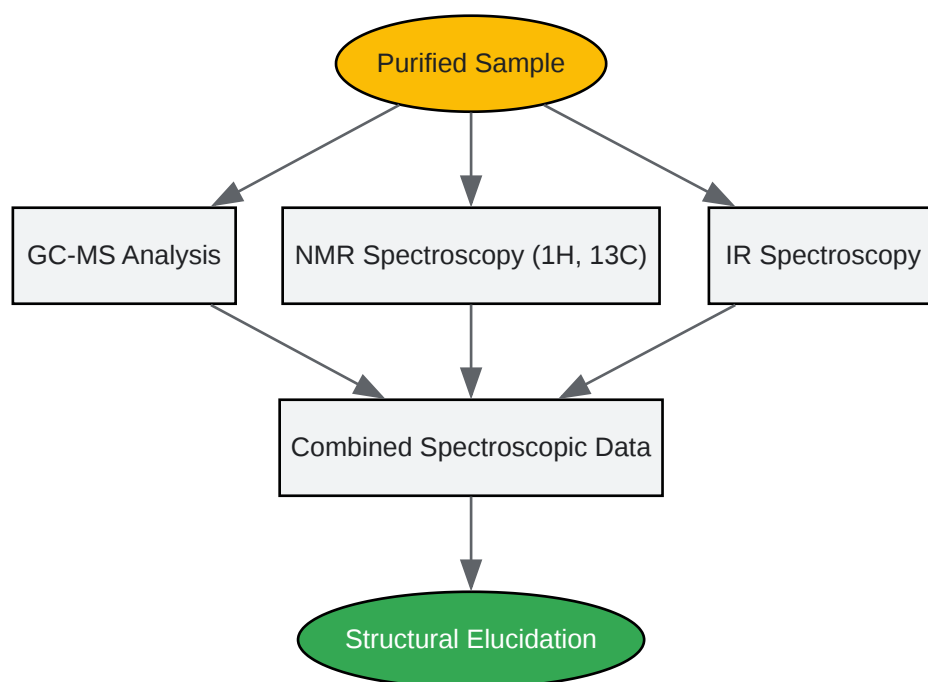 Purified Sample
GC-MS Analysis
NMR Spectroscopy (1H, 13C)
IR Spectroscopy
Combined Spectroscopic Data
Structural Elucidation